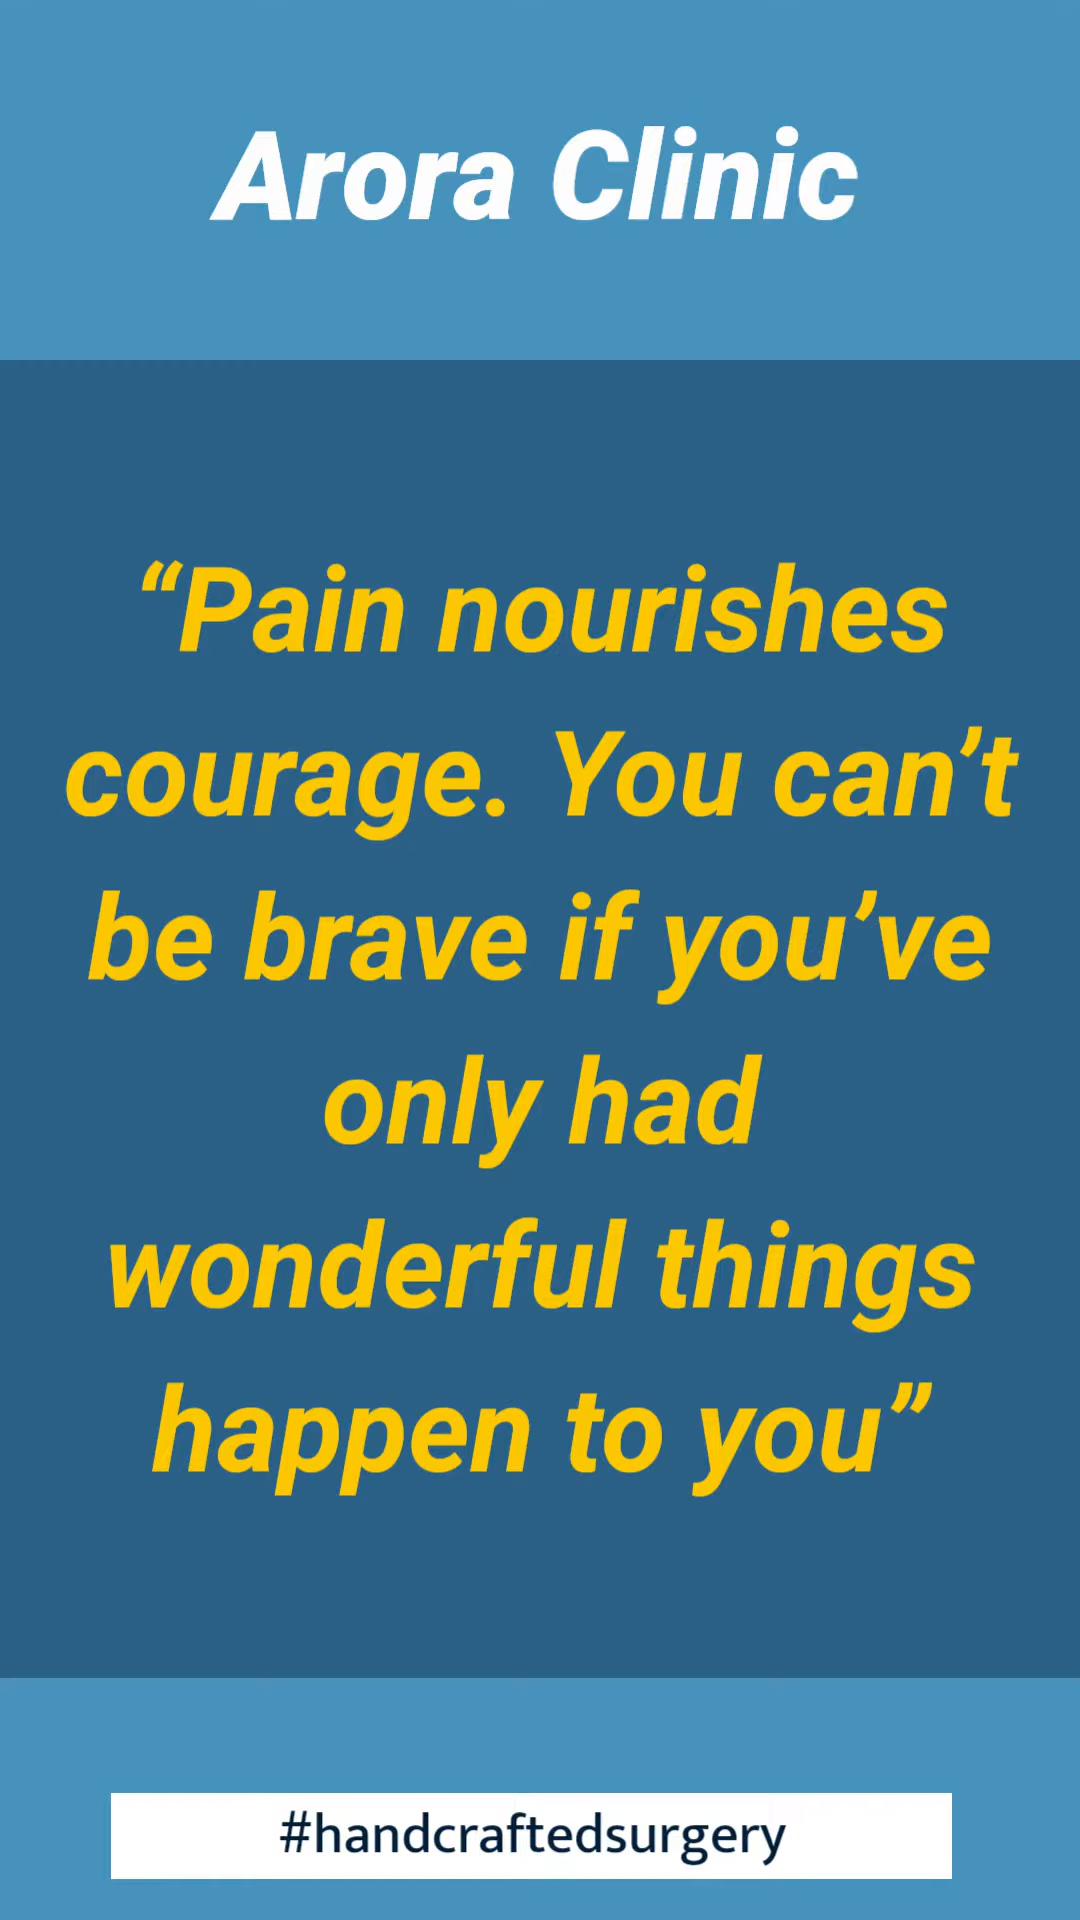 Arora Clinic
“Pain nourishes
courage. You can’t
be brave if you’ve
only had
wonderful things
happen to you”
#handcraftedsurgery